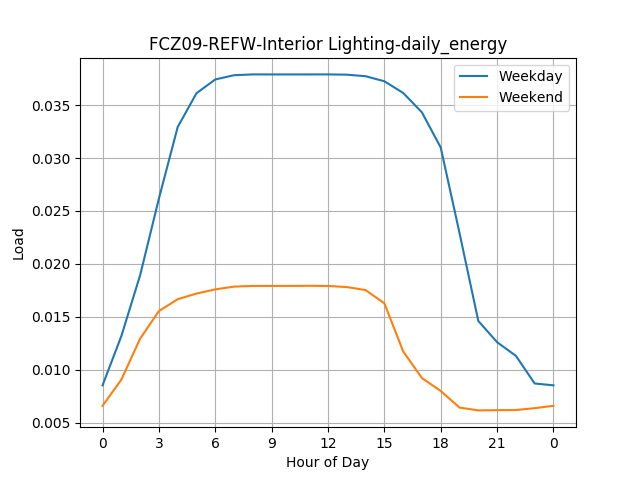 FCZ09-REFW-Interior Lighting-daily_energy
Weekday
Weekend
0.035
0.030
0.025
0.020
0.015
0.010
0.005
Load
0 3 6 9 12 15 18 21 0
Hour of Day